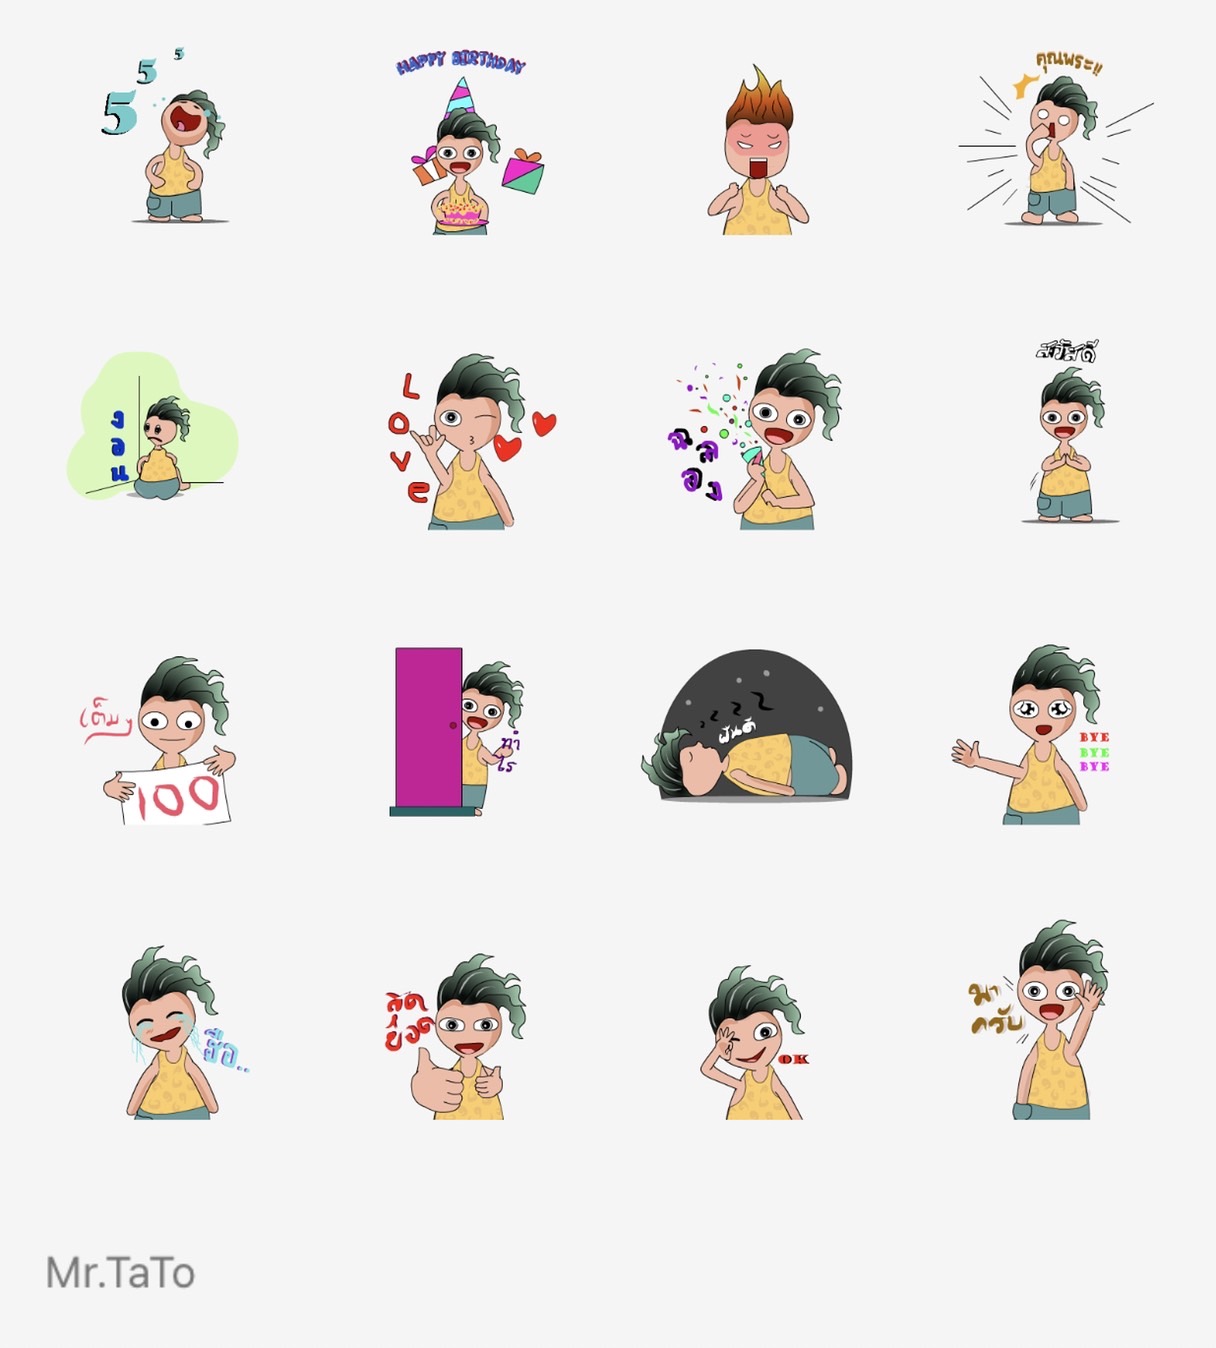 5 5 5
HAPPY BIRTHDAY
คุณพระ!!
งอน
Love
ฉลอง
สวัสดี
เต็มๆ
100
ทำ
ไร
ฝันดี
BYE
BYE
BYE
ฮือ..
สุด
ยอด
OK
มา
ครับ
Mr.TaTo